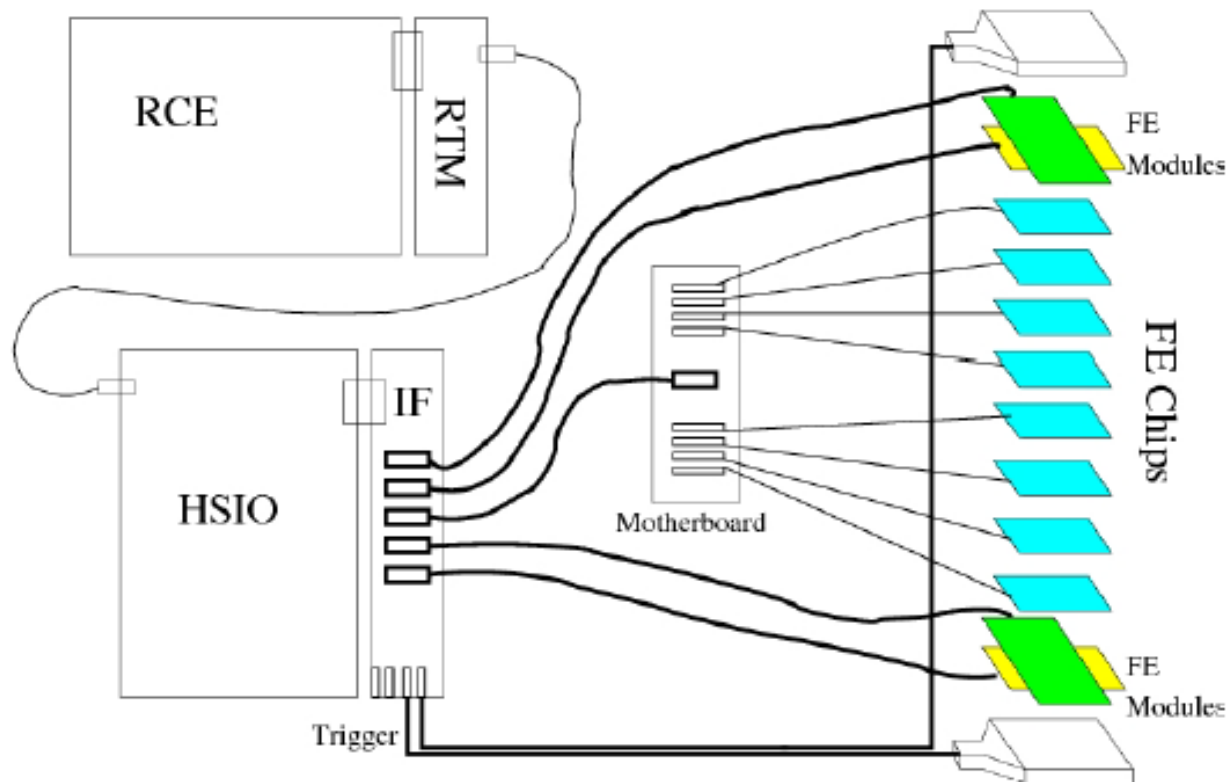 RCE
RTM
FE
Modules
IF
HSIO
Motherboard
FE Chips
FE
Modules
Trigger